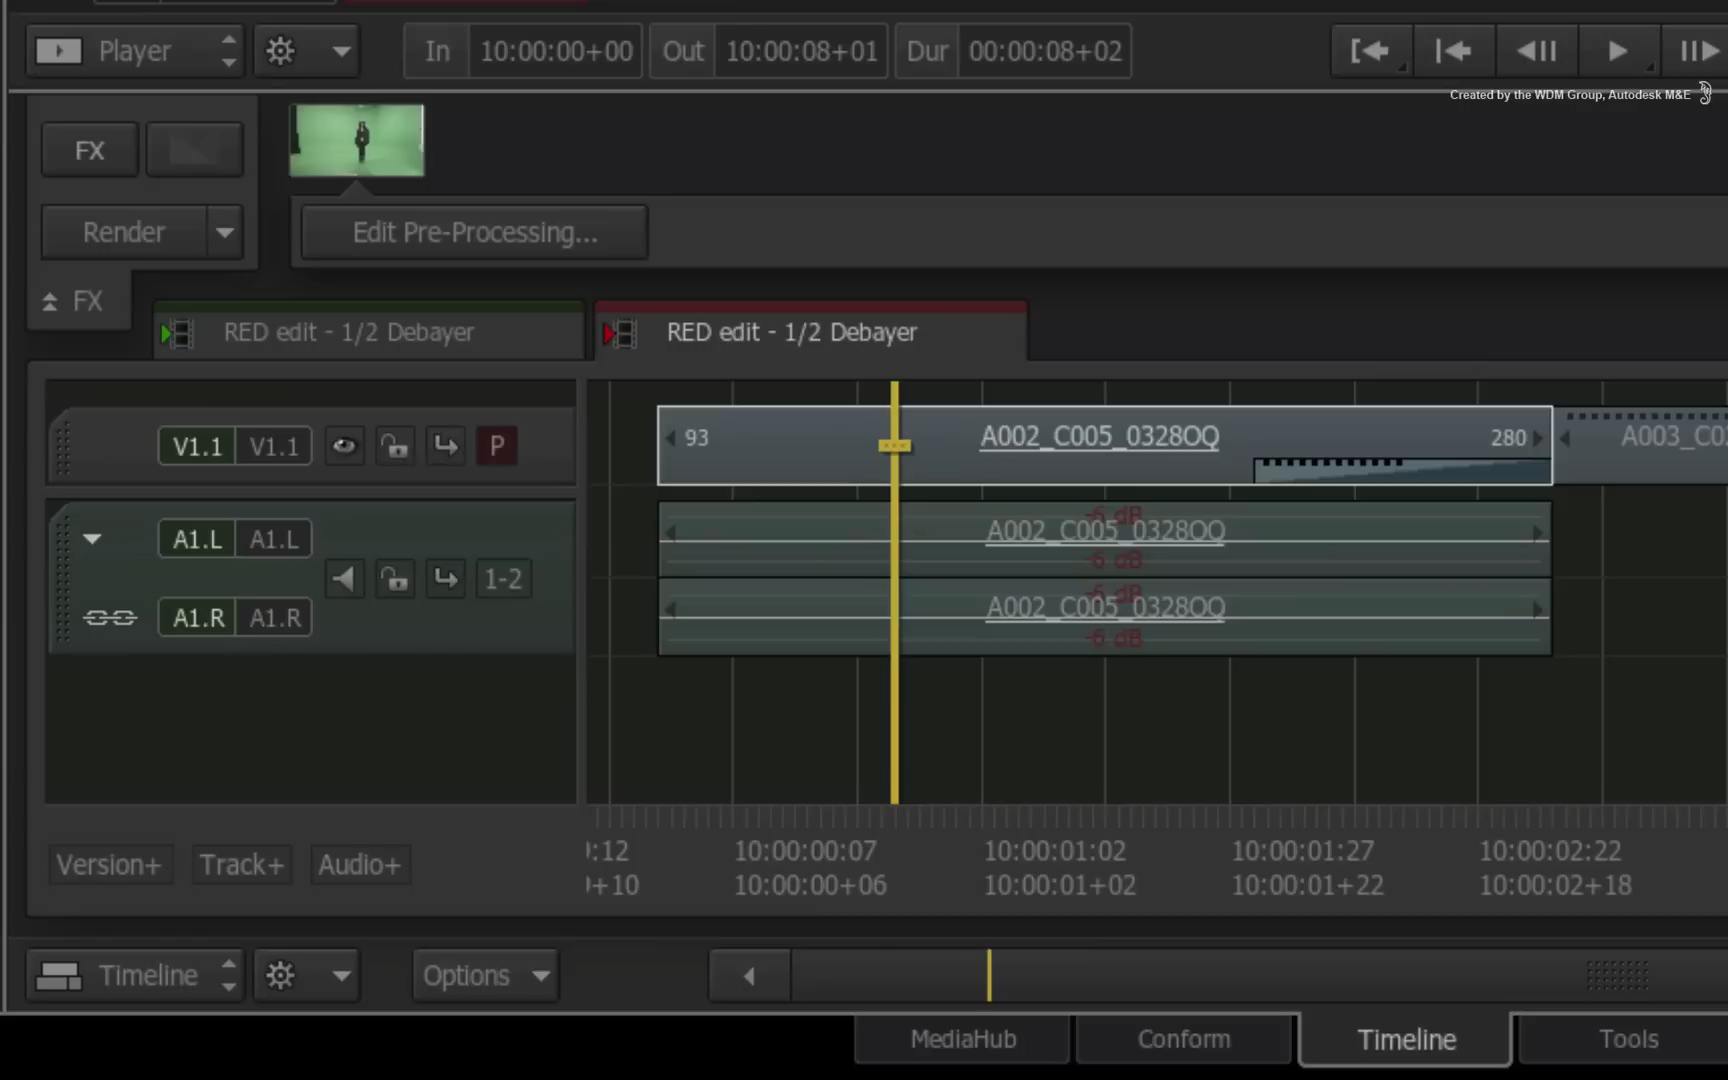 Player
In 10:00:00+00 Out 10:00:08+01 Dur 00:00:08+02
Created by the WDM Group, Autodesk M&E
FX
Render
Edit Pre-Processing...
FX
RED edit - 1/2 Debayer
RED edit - 1/2 Debayer
V1.1 V1.1 P
93 A002_C005_0328OQ 280
A1.L A1.L
1-2
A1.R A1.R
-6 dB
A002_C005_0328OQ
-6 dB
-6 dB
A002_C005_0328OQ
-6 dB
Version+ Track+ Audio+
:12 10:00:00:07 10:00:01:02 10:00:01:27 10:00:02:22
+10 10:00:00+06 10:00:01+02 10:00:01+22 10:00:02+18
Timeline Options
MediaHub Conform Timeline Tools